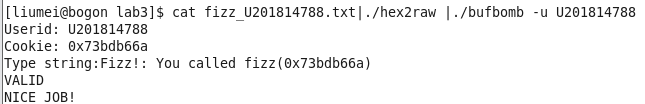 [liumei@bogon lab3]$ cat fizz_U201814788.txt|./hex2raw |./bufbomb -u U201814788
Userid: U201814788
Cookie: 0x73bdb66a
Type string:Fizz!: You called fizz(0x73bdb66a)
VALID
NICE JOB!